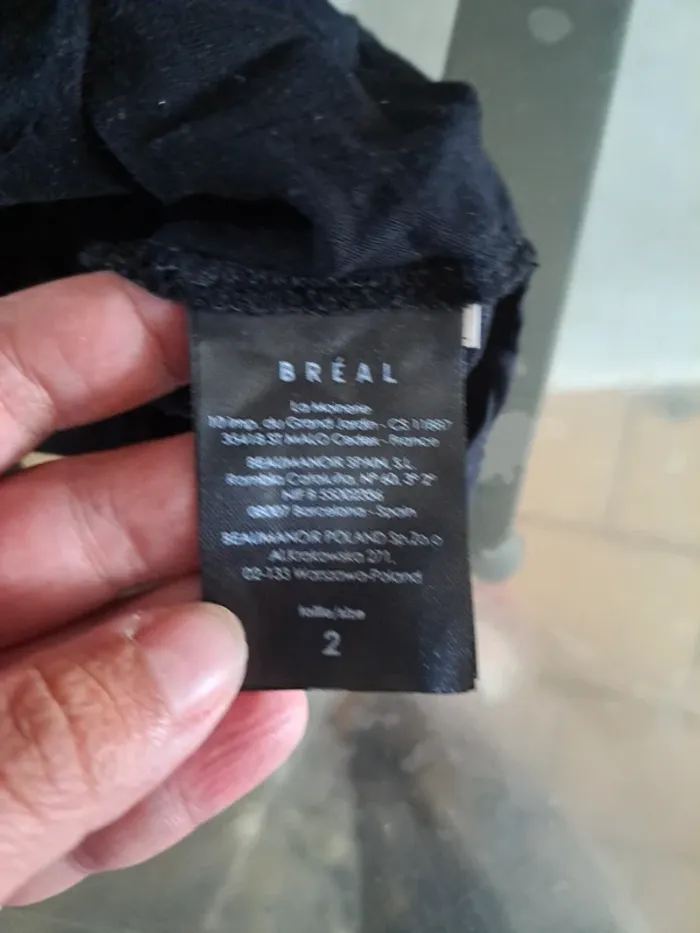 BRÉAL
La Moinerie
10 imp. du Grand Jardin - CS 11887
35418 ST MALO Cedex - France
BEAUMANOIR SPAIN, S.L.
Rambla Cataluña, Nº 60, 3º 2ª
NIF B
08007 Barcelona - Spain
BEAUMANOIR POLAND Sp.Zo.o
Al.Krakowska 271,
02-133 Warszawa-Poland
taille/size
2